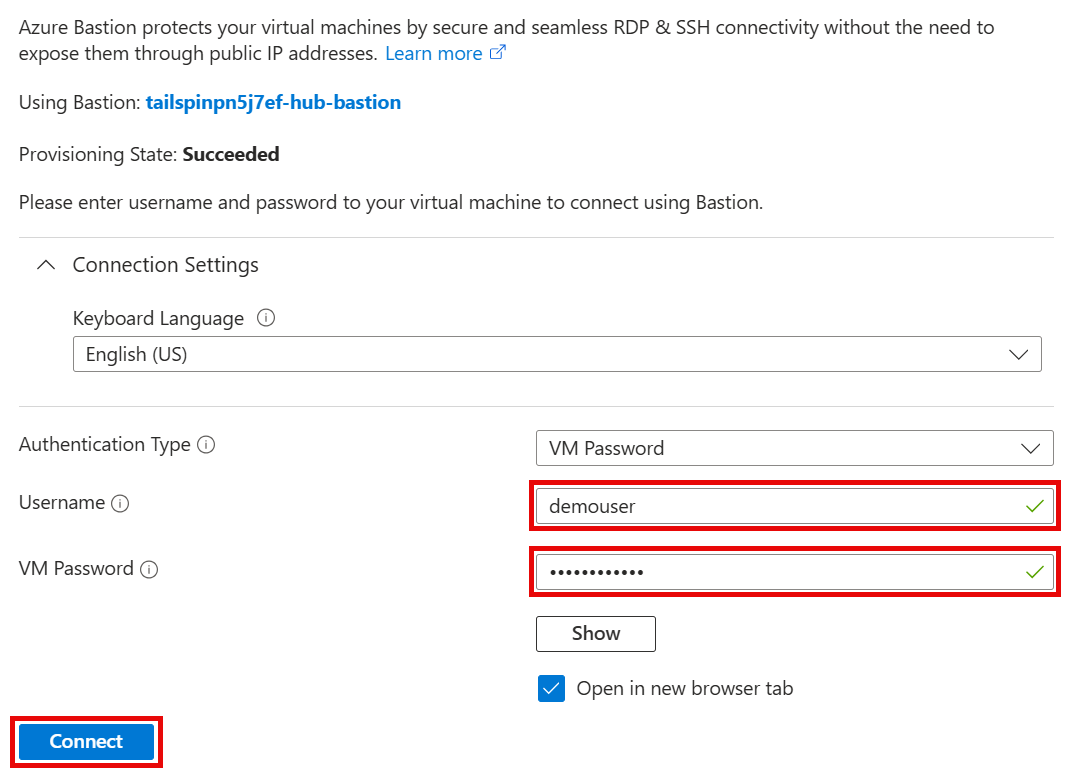 Azure Bastion protects your virtual machines by secure and seamless RDP & SSH connectivity without the need to
expose them through public IP addresses. Learn more
Using Bastion: tailspinpn5j7ef-hub-bastion
Provisioning State: Succeeded
Please enter username and password to your virtual machine to connect using Bastion.
Connection Settings
Keyboard Language
English (US)
Authentication Type
VM Password
Username
demouser
VM Password
••••••••••••
Show
Open in new browser tab
Connect